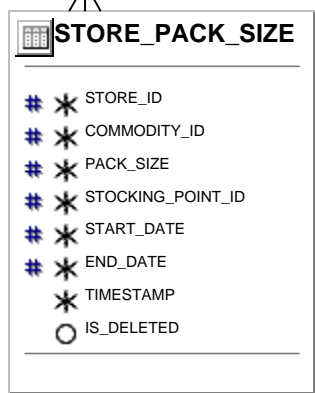 STORE_PACK_SIZE
# * STORE_ID
# * COMMODITY_ID
# * PACK_SIZE
# * STOCKING_POINT_ID
# * START_DATE
# * END_DATE
* TIMESTAMP
O IS_DELETED